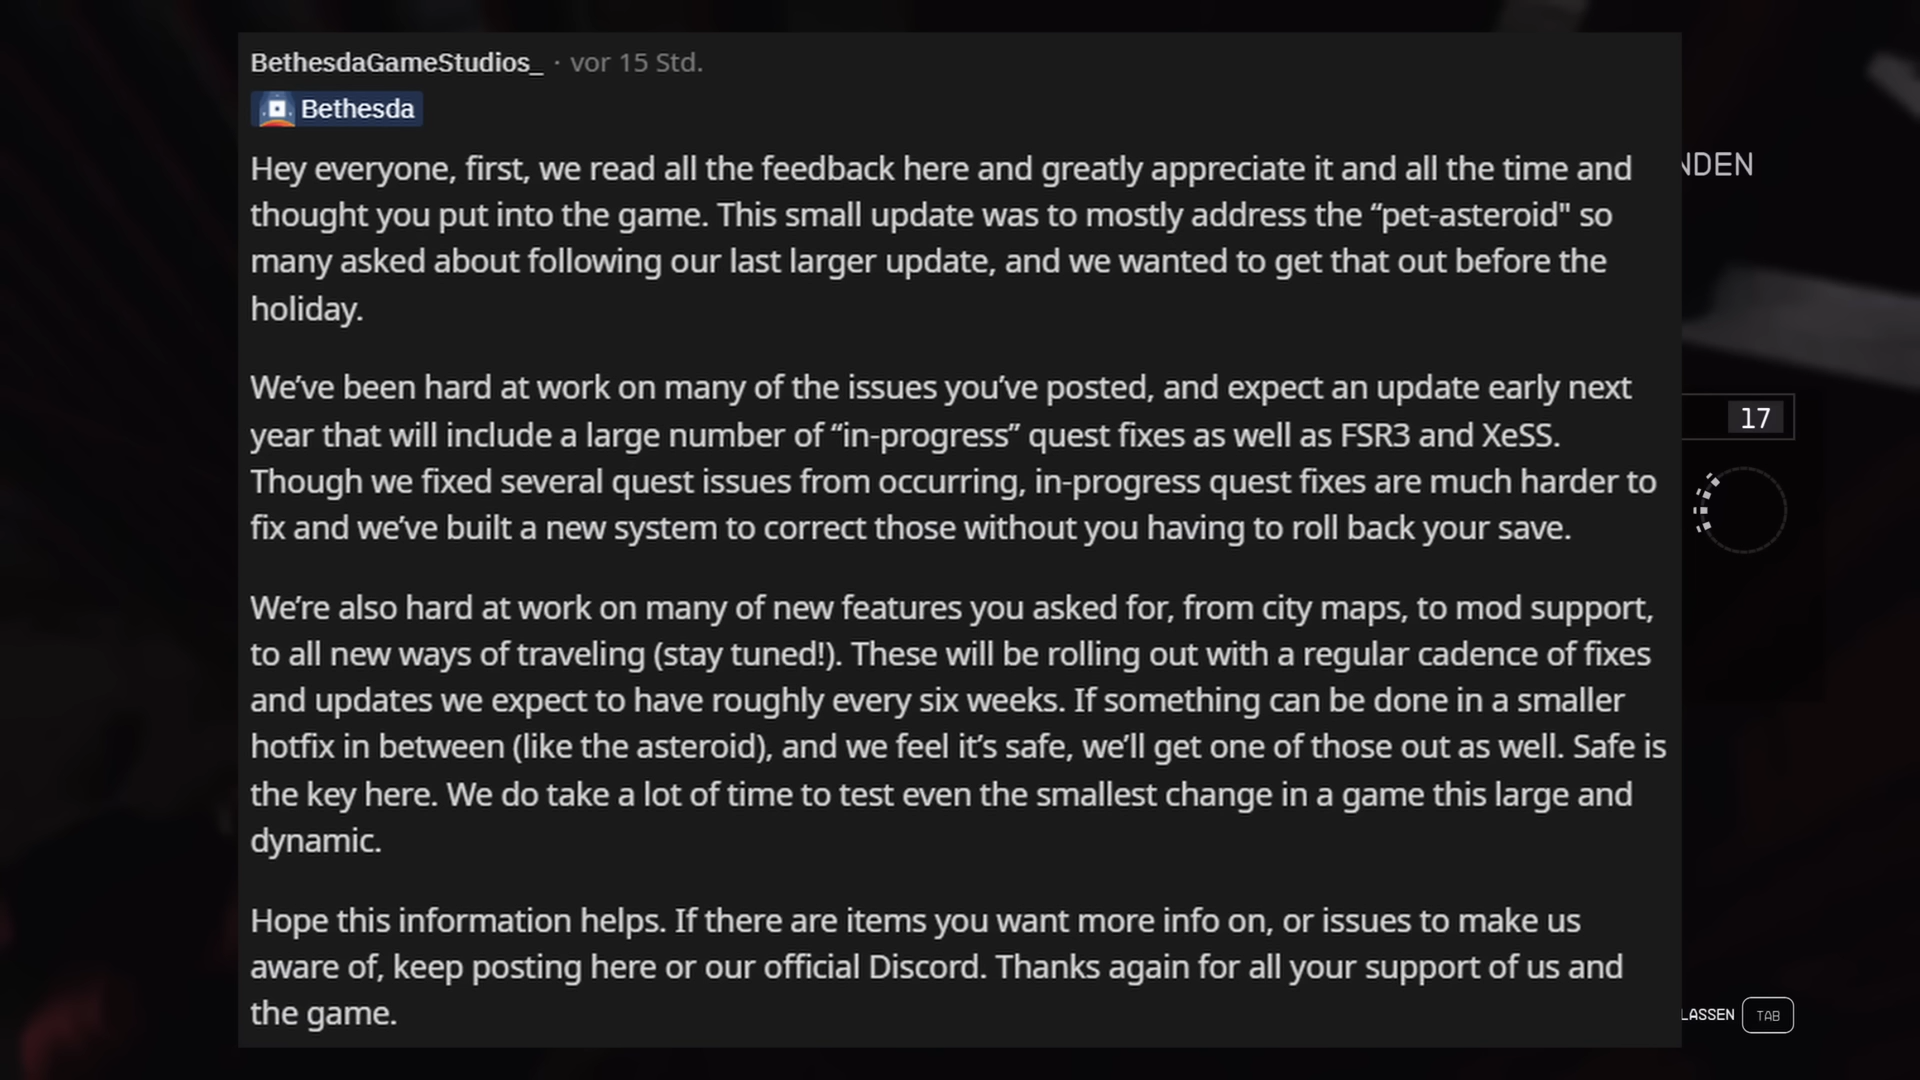 BethesdaGameStudios_ · vor 15 Std.
Bethesda
Hey everyone, first, we read all the feedback here and greatly appreciate it and all the time and
thought you put into the game. This small update was to mostly address the “pet-asteroid" so
many asked about following our last larger update, and we wanted to get that out before the
holiday.
We’ve been hard at work on many of the issues you’ve posted, and expect an update early next
year that will include a large number of “in-progress” quest fixes as well as FSR3 and XeSS.
Though we fixed several quest issues from occurring, in-progress quest fixes are much harder to
fix and we’ve built a new system to correct those without you having to roll back your save.
We’re also hard at work on many of new features you asked for, from city maps, to mod support,
to all new ways of traveling (stay tuned!). These will be rolling out with a regular cadence of fixes
and updates we expect to have roughly every six weeks. If something can be done in a smaller
hotfix in between (like the asteroid), and we feel it’s safe, we’ll get one of those out as well. Safe is
the key here. We do take a lot of time to test even the smallest change in a game this large and
dynamic.
Hope this information helps. If there are items you want more info on, or issues to make us
aware of, keep posting here or our official Discord. Thanks again for all your support of us and
the game.
NDEN
17
LASSEN TAB